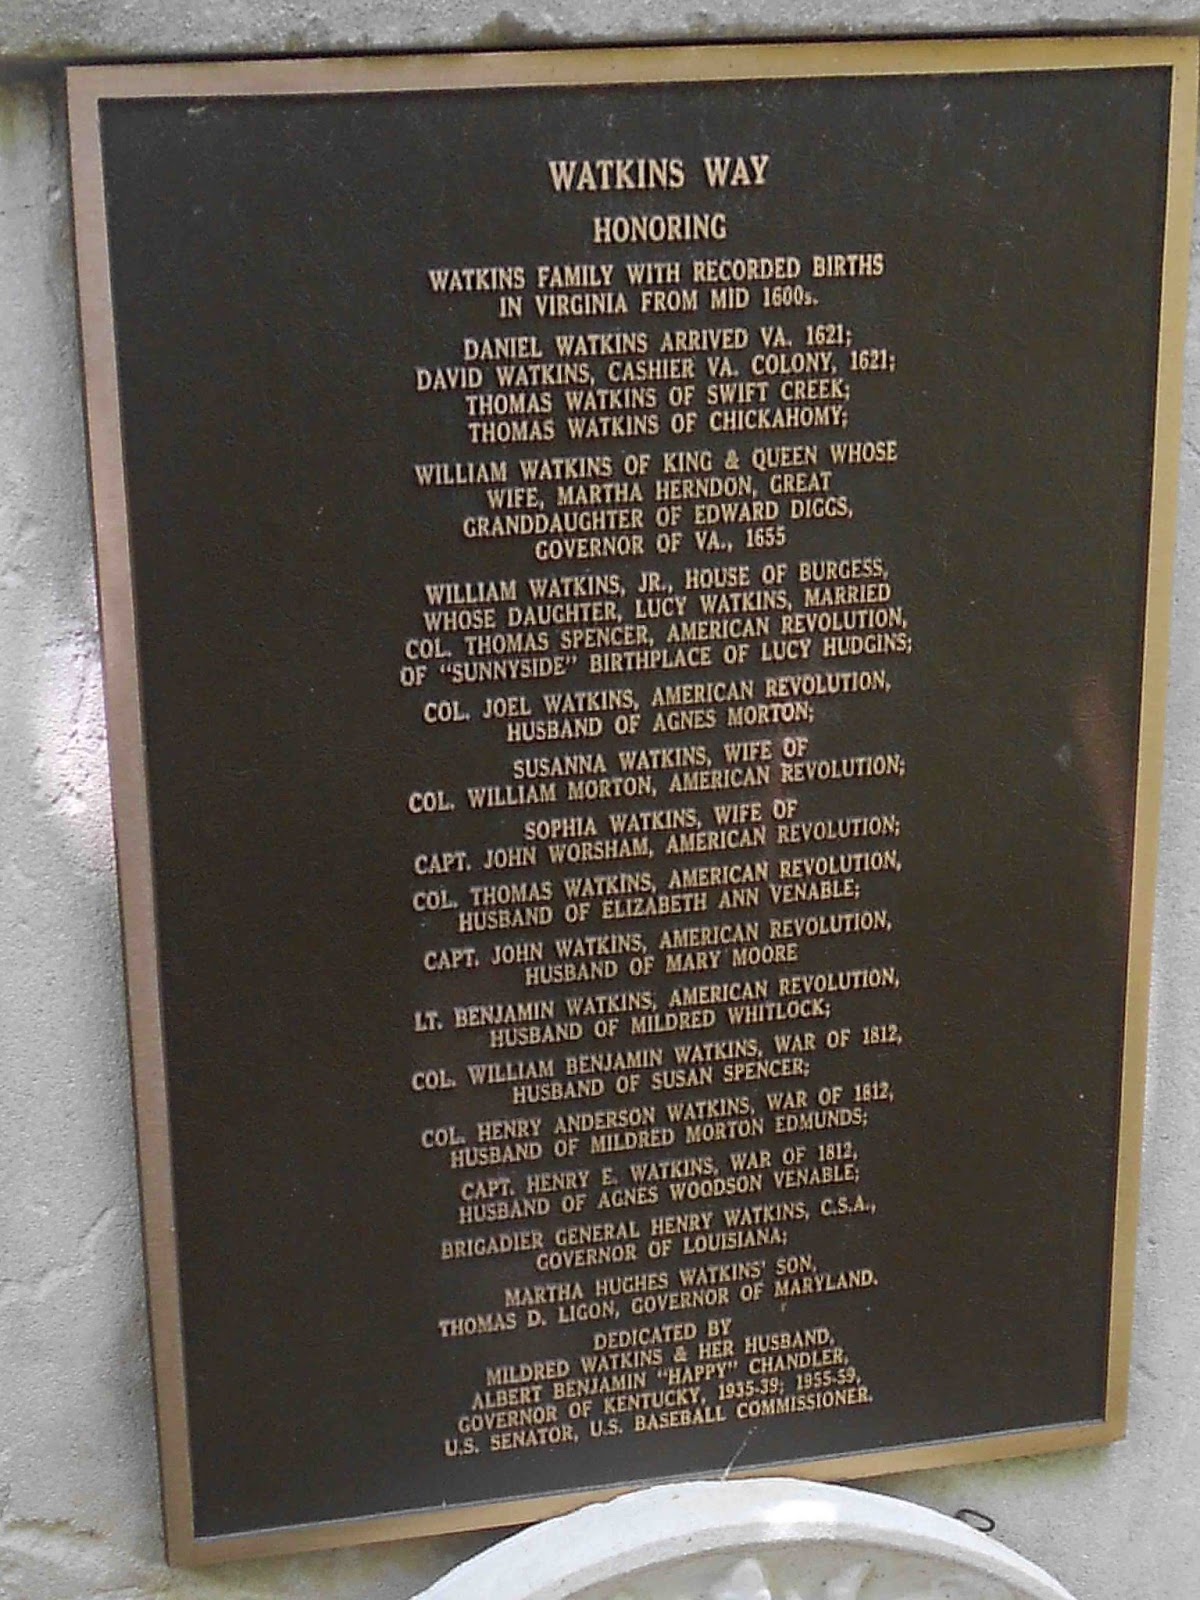 WATKINS WAY
HONORING
WATKINS FAMILY WITH RECORDED BIRTHS
IN VIRGINIA FROM MID 1600s.
DANIEL WATKINS ARRIVED VA. 1621;
DAVID WATKINS, CASHIER VA. COLONY, 1621;
THOMAS WATKINS OF SWIFT CREEK;
THOMAS WATKINS OF CHICKAHOMY;
WILLIAM WATKINS OF KING & QUEEN WHOSE
WIFE, MARTHA HERNDON, GREAT
GRANDDAUGHTER OF EDWARD DIGGS,
GOVERNOR OF VA., 1655
WILLIAM WATKINS, JR., HOUSE OF BURGESS,
WHOSE DAUGHTER, LUCY WATKINS, MARRIED
COL. THOMAS SPENCER, AMERICAN REVOLUTION,
OF "SUNNYSIDE" BIRTHPLACE OF LUCY HUDGINS;
COL. JOEL WATKINS, AMERICAN REVOLUTION,
HUSBAND OF AGNES MORTON;
SUSANNA WATKINS, WIFE OF
COL. WILLIAM MORTON, AMERICAN REVOLUTION;
SOPHIA WATKINS, WIFE OF
CAPT. JOHN WORSHAM, AMERICAN REVOLUTION;
COL. THOMAS WATKINS, AMERICAN REVOLUTION,
HUSBAND OF ELIZABETH ANN VENABLE;
CAPT. JOHN WATKINS, AMERICAN REVOLUTION,
HUSBAND OF MARY MOORE
LT. BENJAMIN WATKINS, AMERICAN REVOLUTION,
HUSBAND OF MILDRED WHITLOCK;
COL. WILLIAM BENJAMIN WATKINS, WAR OF 1812,
HUSBAND OF SUSAN SPENCER;
COL. HENRY ANDERSON WATKINS, WAR OF 1812,
HUSBAND OF MILDRED MORTON EDMUNDS;
CAPT. HENRY E. WATKINS, WAR OF 1812,
HUSBAND OF AGNES WOODSON VENABLE;
BRIGADIER GENERAL HENRY WATKINS, C.S.A.,
GOVERNOR OF LOUISIANA;
MARTHA HUGHES WATKINS' SON,
THOMAS D. LIGON, GOVERNOR OF MARYLAND.
DEDICATED BY
MILDRED WATKINS & HER HUSBAND,
ALBERT BENJAMIN "HAPPY" CHANDLER,
GOVERNOR OF KENTUCKY, 1935-39; 1955-59,
U.S. SENATOR, U.S. BASEBALL COMMISSIONER.